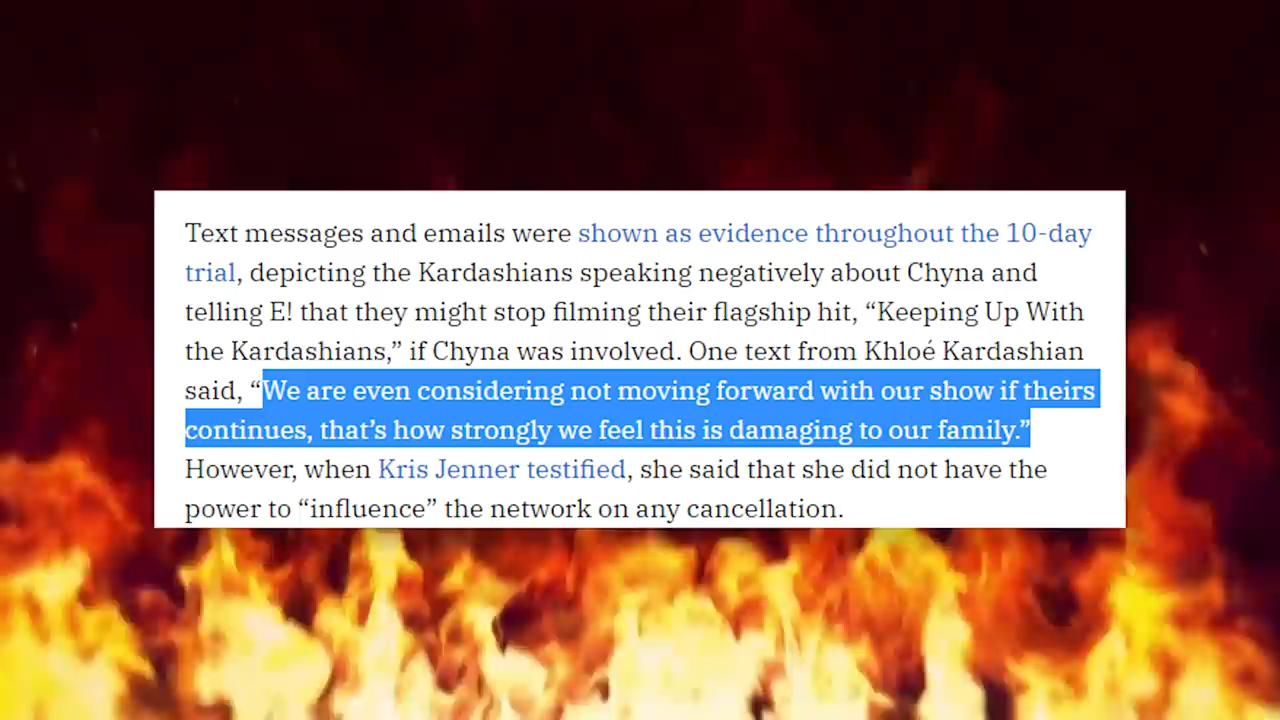 Text messages and emails were shown as evidence throughout the 10-day
trial, depicting the Kardashians speaking negatively about Chyna and
telling E! that they might stop filming their flagship hit, “Keeping Up With
the Kardashians,” if Chyna was involved. One text from Khloé Kardashian
said, “We are even considering not moving forward with our show if theirs
continues, that’s how strongly we feel this is damaging to our family.”
However, when Kris Jenner testified, she said that she did not have the
power to “influence” the network on any cancellation.